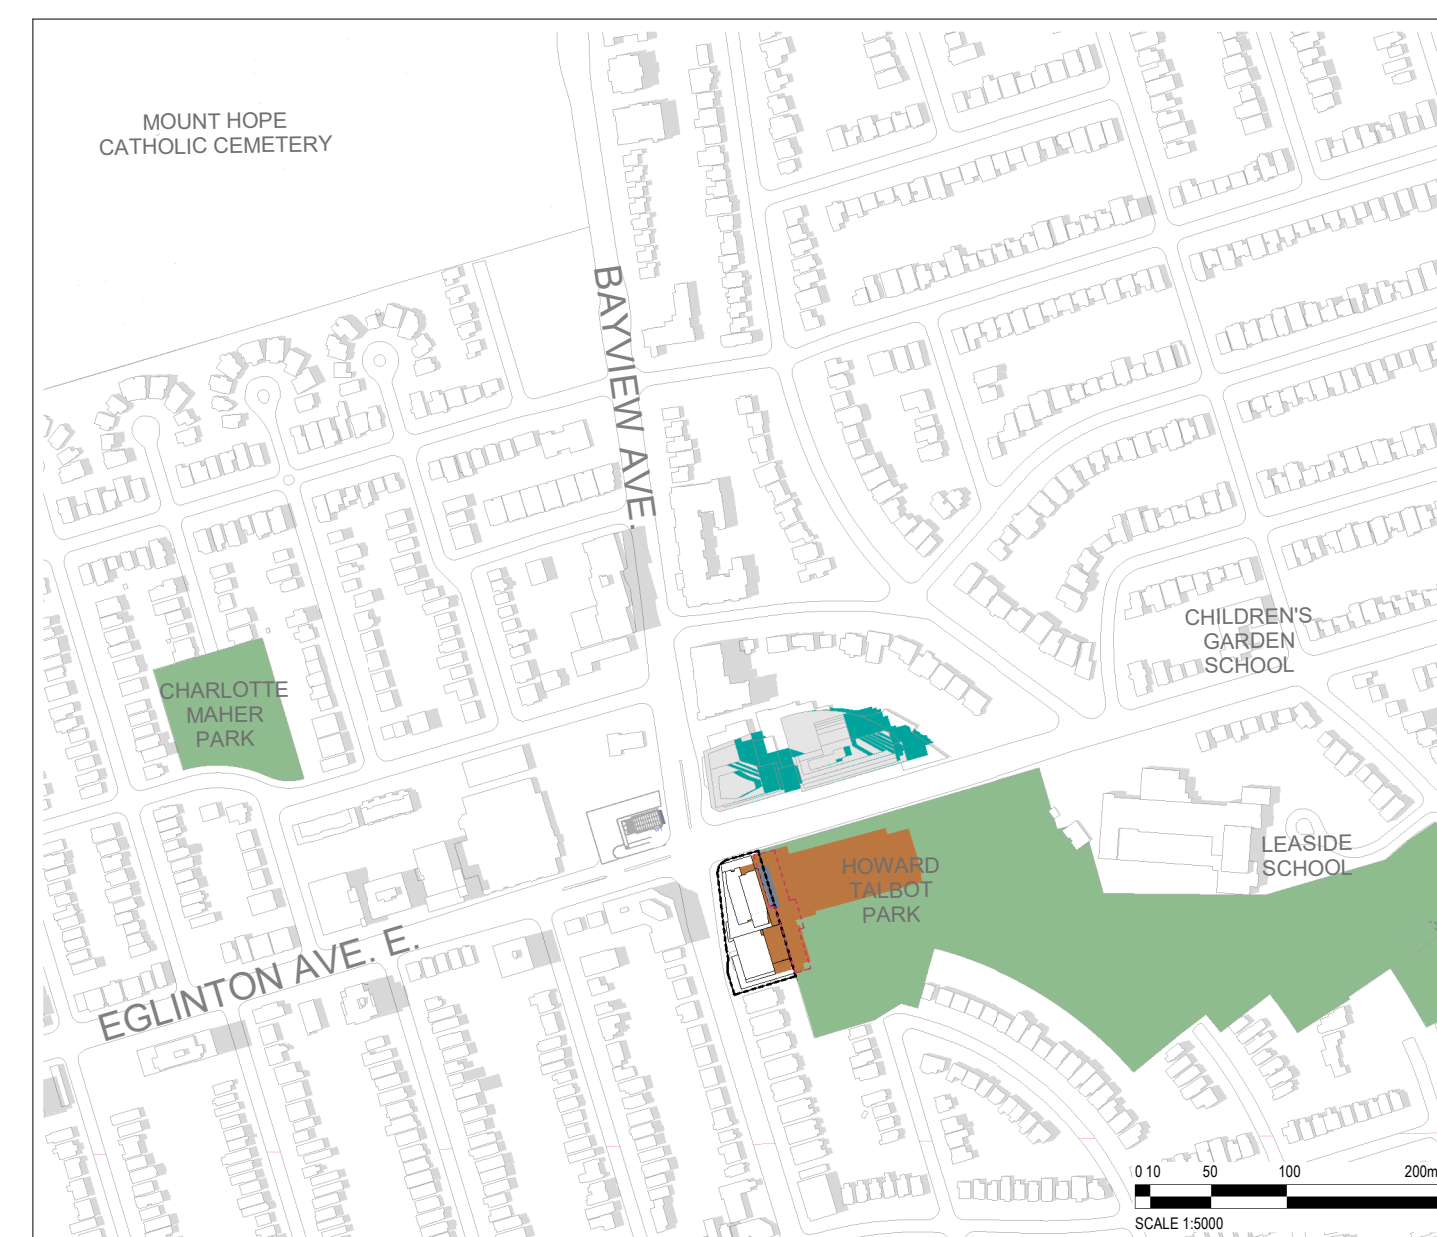 MOUNT HOPE
CATHOLIC CEMETERY
BAYVIEW AVE.
CHILDREN'S
GARDEN
SCHOOL
CHARLOTTE
MAHER
PARK
LEASIDE
SCHOOL
HOWARD
TALBOT
PARK
EGLINTON AVE. E.
0 10 50 100 200m
SCALE 1:5000